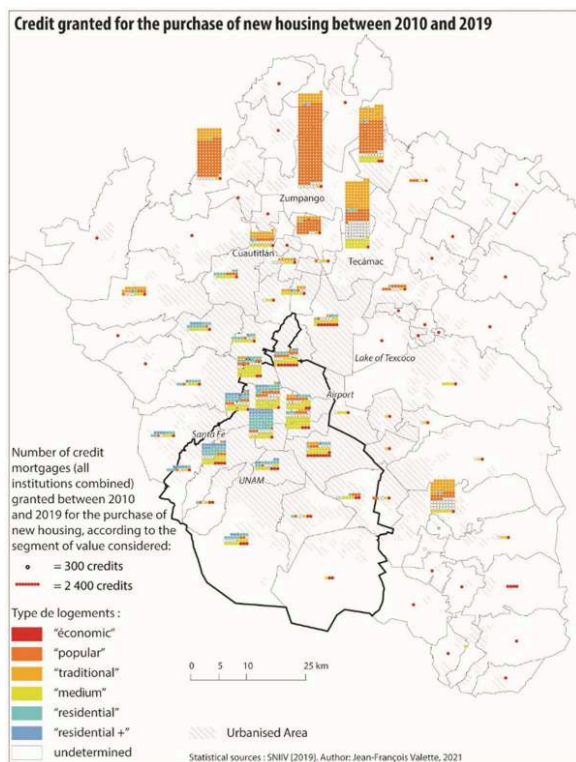 Credit granted for the purchase of new housing between 2010 and 2019
Zumpango
Cuautitlán
Tecámac
Lake of Texcoco
Airport
Santa Fe
UNAM
Number of credit
mortgages (all
institutions combined)
granted between 2010
and 2019 for the purchase of
new housing, according to the
segment of value considered:
= 300 credits
= 2 400 credits
Type de logements :
"économic"
"popular"
"traditional"
"medium"
"residential"
"residential +"
undetermined
0 5 10 25 km
Urbanised Area
Statistical sources : SNIIV [2019]. Author: Jean-François Valette, 2021